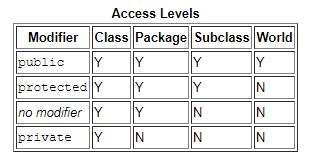 Access Levels
Modifier Class Package Subclass World
public Y Y Y Y
protected Y Y Y N
no modifier Y Y N N
private Y N N N